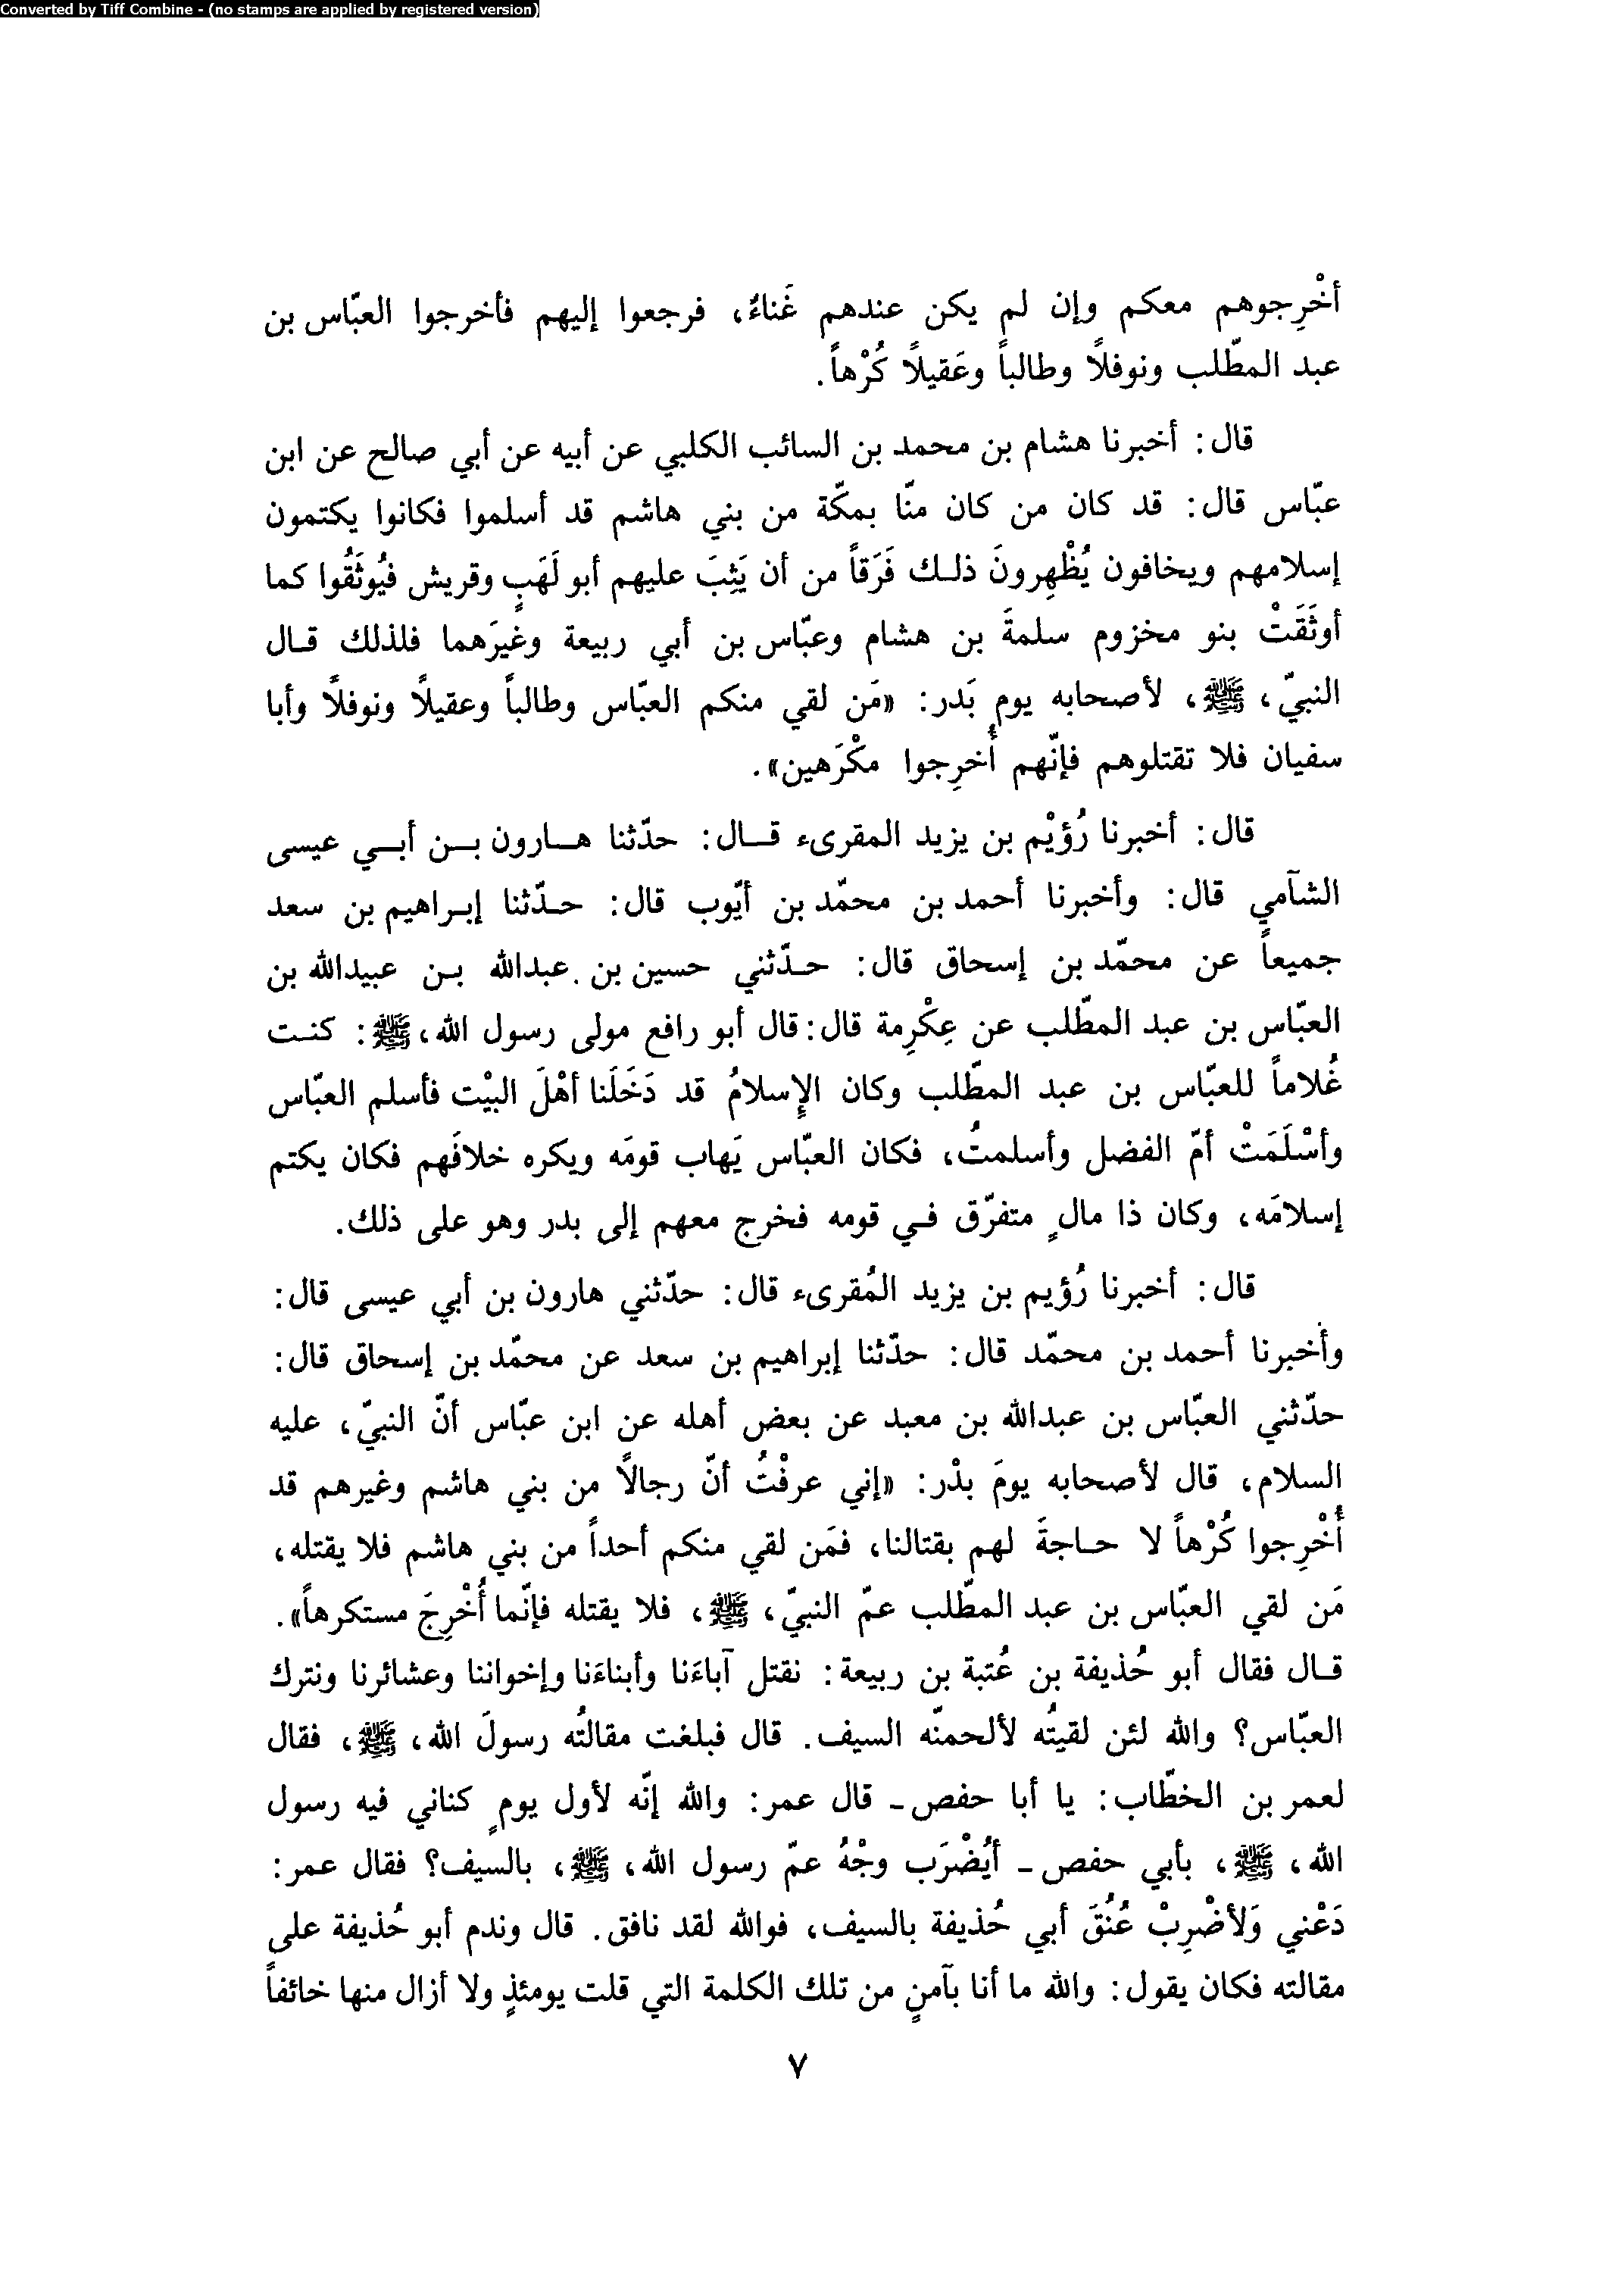 Converted by Tiff Combine - (no stamps are applied by registered version)
أخْرِجوهم معكم وإن لم يكن عندهم غَناءٌ، فرجعوا إليهم فأخرجوا العبّاس بن
عبد المطّلب ونوفلاً وطالباً وعَقيلاً كُرْهاً.
قال: أخبرنا هشام بن محمد بن السائب الكلبي عن أبيه عن أبي صالح عن ابن
عبّاس قال: قد كان من كان منّا بمكّة من بني هاشم قد أسلموا فكانوا يكتمون
إسلامهم ويخافون يُظْهِرونَ ذلك فَرَقاً من أن يَثِبَ عليهم أبو لَهَبٍ وقريش فيُوثَقُوا كما
أوثَقَتْ بنو مخزوم سلمةَ بن هشام وعبّاس بن أبي ربيعة وغيرَهما فلذلك قال
النبيّ، ﷺ، لأصحابه يوم بَدر: «مَن لقي منكم العبّاس وطالباً وعقيلاً ونوفلاً وأبا
سفيان فلا تقتلوهم فإنّهم أُخرِجوا مكْرَهين».
قال: أخبرنا رُؤيْم بن يزيد المقرىء قال: حدّثنا هارون بن أبي عيسى
الشآمي قال: وأخبرنا أحمد بن محمّد بن أيّوب قال: حدّثنا إبراهيم بن سعد
جميعاً عن محمّد بن إسحاق قال: حدّثني حسين بن عبدالله بن عبيدالله بن
العبّاس بن عبد المطّلب عن عِكْرِمة قال: قال أبو رافع مولى رسول الله، ﷺ: كنت
غُلاماً للعبّاس بن عبد المطّلب وكان الإسلامُ قد دَخَلَنا أهْلَ البيْت فأسلم العبّاس
وأسْلَمَتْ أمّ الفضل وأسلمتُ، فكان العبّاس يَهاب قومَه ويكره خلافَهم فكان يكتم
إسلامَه، وكان ذا مالٍ متفرّق في قومه فخرج معهم إلى بدر وهو على ذلك.
قال: أخبرنا رُؤيم بن يزيد المُقرىء قال: حدّثني هارون بن أبي عيسى قال:
وأخبرنا أحمد بن محمّد قال: حدّثنا إبراهيم بن سعد عن محمّد بن إسحاق قال:
حدّثني العبّاس بن عبدالله بن معبد عن بعض أهله عن ابن عبّاس أنّ النبيّ، عليه
السلام، قال لأصحابه يومَ بدْر: «إني عرفْتُ أنّ رجالاً من بني هاشم وغيرهم قد
أُخْرِجوا كُرْهاً لا حاجةَ لهم بقتالنا، فمَن لقي منكم أحداً من بني هاشم فلا يقتله،
مَن لقي العبّاس بن عبد المطّلب عمّ النبيّ، ﷺ، فلا يقتله فإنّما أُخْرِجَ مستكرهاً».
قال فقال أبو حُذيفة بن عُتبة بن ربيعة: نقتل آباءَنا وأبناءَنا وإخواننا وعشائرنا ونترك
العبّاس؟ والله لئن لقيتُه لألحمنّه السيف. قال فبلغت مقالتُه رسولَ الله، ﷺ، فقال
لعمر بن الخطّاب: يا أبا حفص ـ قال عمر: والله إنّه لأول يومٍ كناني فيه رسول
الله، ﷺ، بأبي حفص ـ أيُضْرَب وجْهُ عمّ رسول الله، ﷺ، بالسيف؟ فقال عمر:
دَعْني وَلأضْرِبْ عُنُقَ أبي حُذيفة بالسيف، فوالله لقد نافق. قال وندم أبو حُذيفة على
مقالته فكان يقول: والله ما أنا بآمنٍ من تلك الكلمة التي قلت يومئذٍ ولا أزال منها خائفاً
٧